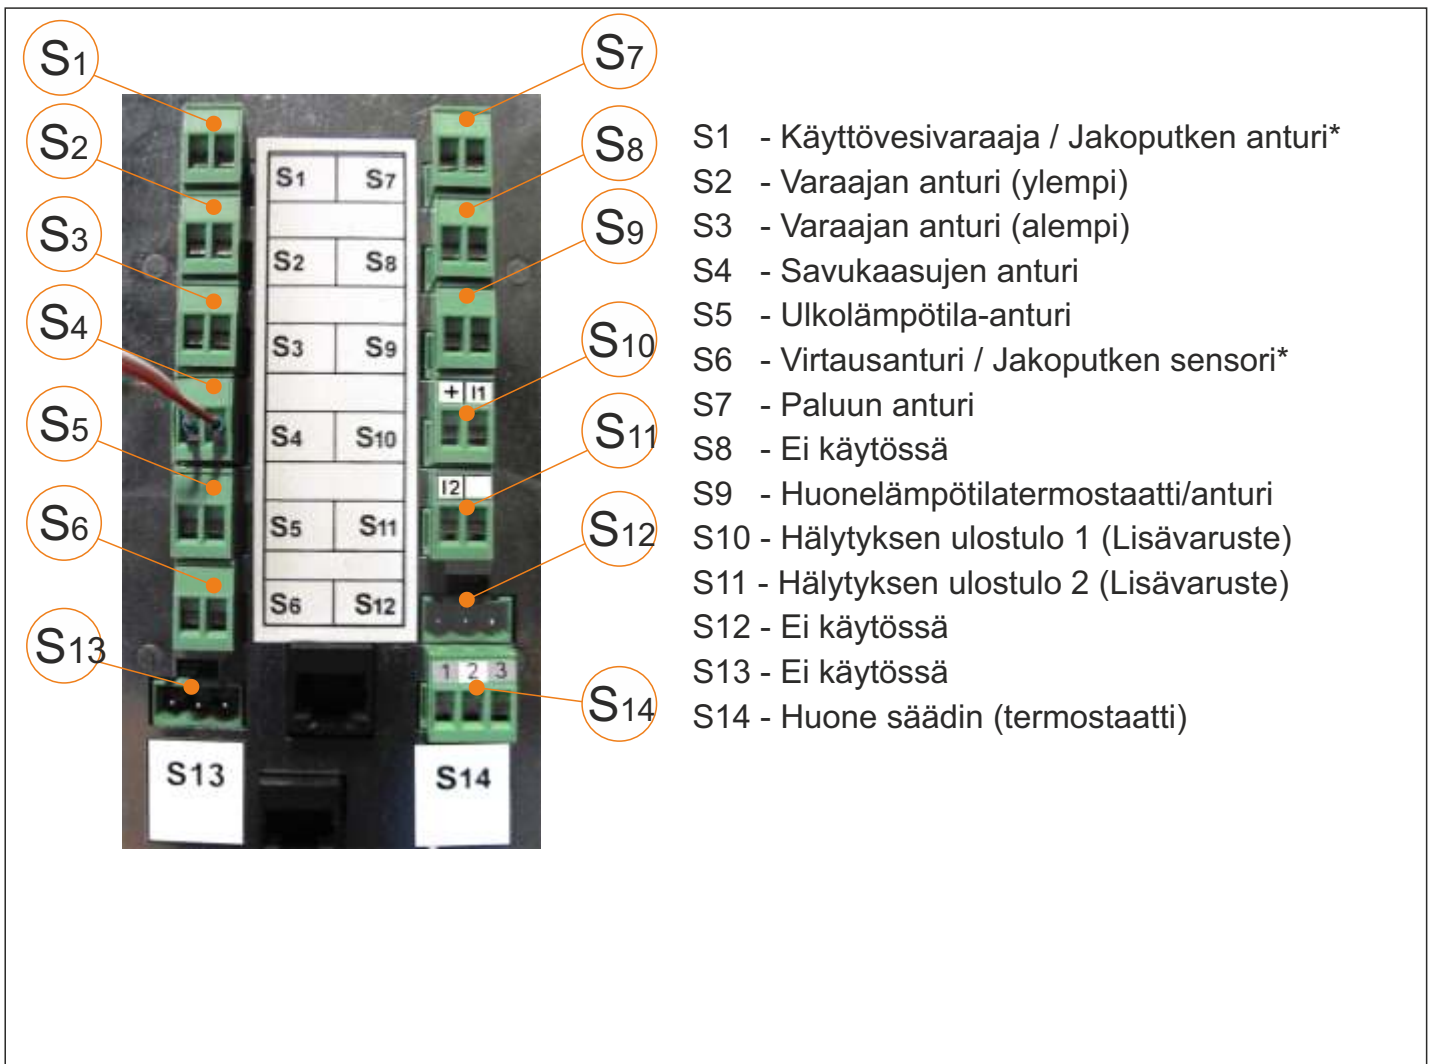 S1
S2
S3
S4
S5
S6
S13
S7
S8
S9
S10
S11
S12
S14
S1 S7
S2 S8
S3 S9
S4 S10
S5 S11
S6 S12
+ I1
I2
1 2 3
S13
S14
S1 - Käyttövesivaraaja / Jakoputken anturi*
S2 - Varaajan anturi (ylempi)
S3 - Varaajan anturi (alempi)
S4 - Savukaasujen anturi
S5 - Ulkolämpötila-anturi
S6 - Virtausanturi / Jakoputken sensori*
S7 - Paluun anturi
S8 - Ei käytössä
S9 - Huonelämpötilatermostaatti/anturi
S10 - Hälytyksen ulostulo 1 (Lisävaruste)
S11 - Hälytyksen ulostulo 2 (Lisävaruste)
S12 - Ei käytössä
S13 - Ei käytössä
S14 - Huone säädin (termostaatti)